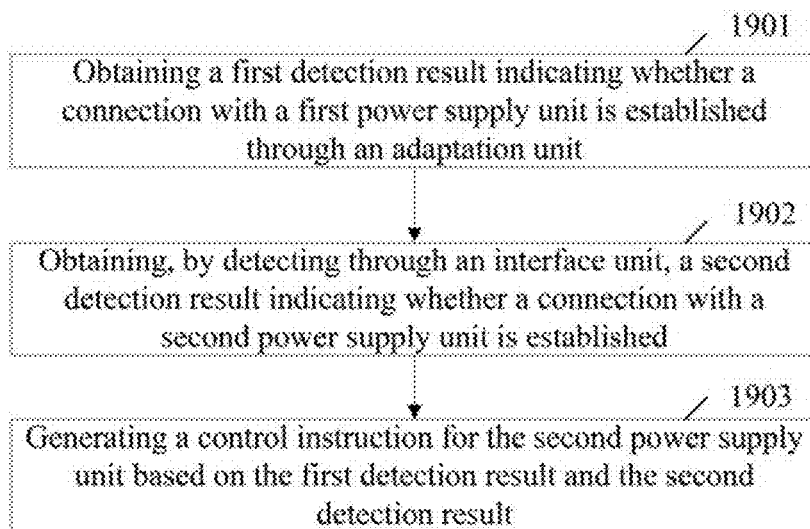 1901
Obtaining a first detection result indicating whether a
connection with a first power supply unit is established
through an adaptation unit
1902
Obtaining, by detecting through an interface unit, a second
detection result indicating whether a connection with a
second power supply unit is established
1903
Generating a control instruction for the second power supply
unit based on the first detection result and the second
detection result